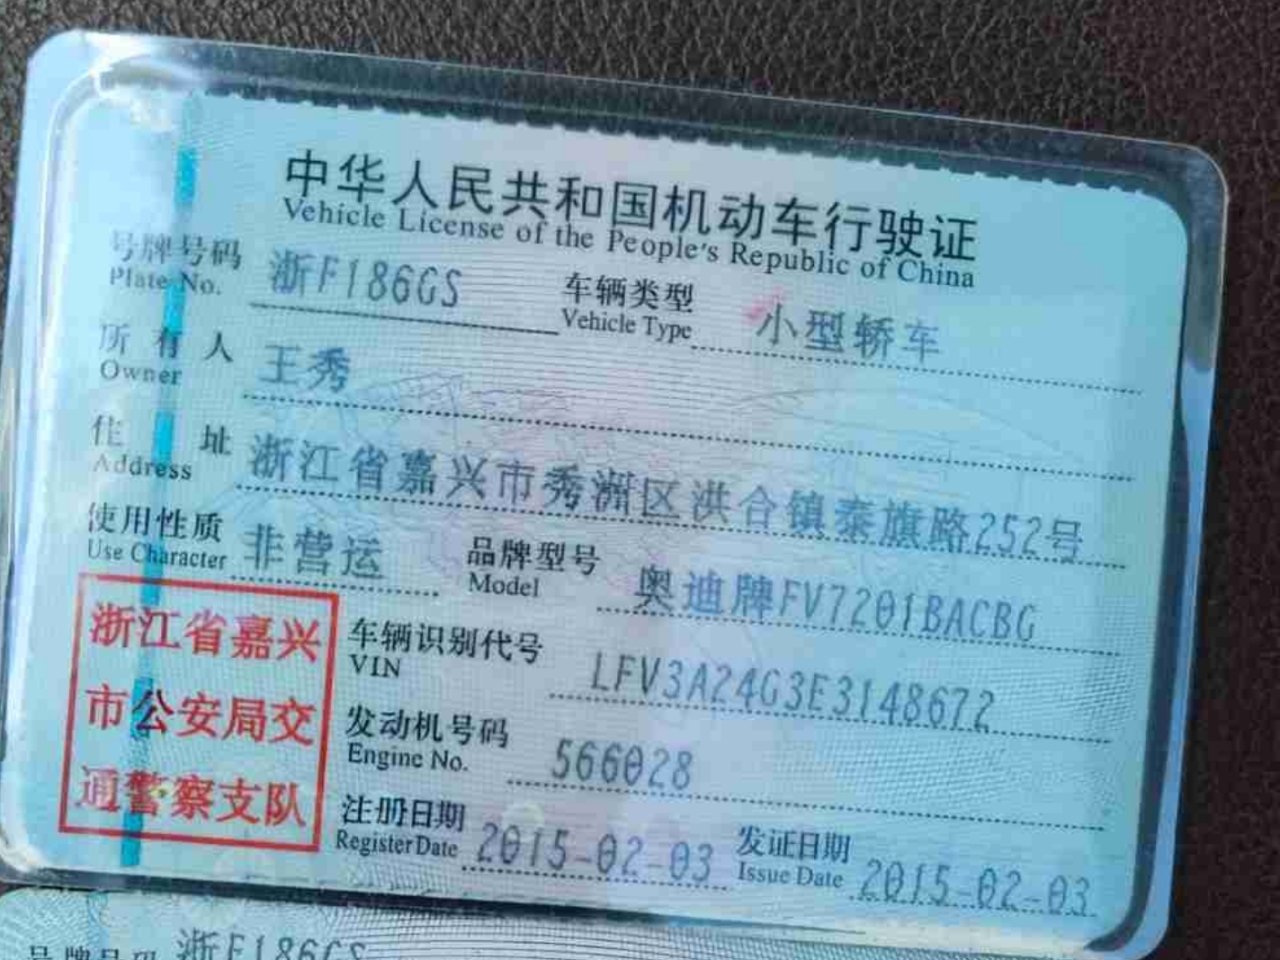 中华人民共和国机动车行驶证
Vehicle License of the People's Republic of China
号牌号码 浙F186GS 车辆类型 小型轿车
Plate No. Vehicle Type
所有人 王秀
Owner
住址 浙江省嘉兴市秀洲区洪合镇泰旗路252号
Address
使用性质 非营运 品牌型号 奥迪牌FV7201BACBG
Use Character Model
浙江省嘉兴
市公安局交
通警察支队
车辆识别代号 LFV3A24G3E3148672
VIN
发动机号码 566028
Engine No.
注册日期 2015-02-03 发证日期 2015-02-03
Register Date Issue Date
号牌号码 浙F186GS